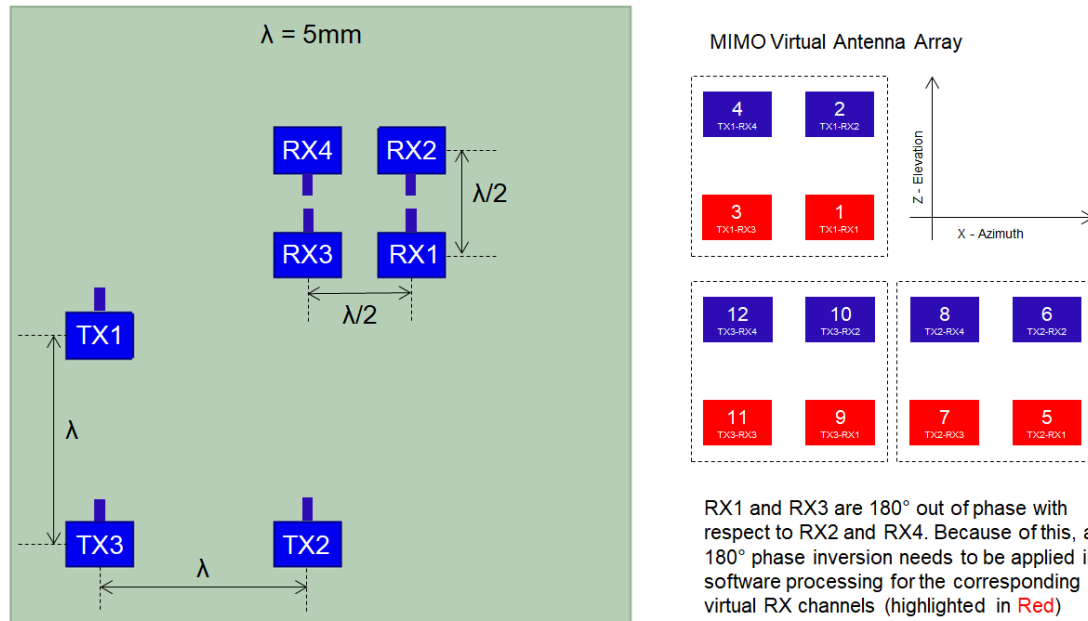 λ = 5mm
RX4
RX2
λ/2
RX3
RX1
λ/2
TX1
λ
TX3
TX2
λ
MIMO Virtual Antenna Array
4
TX1-RX4
2
TX1-RX2
3
TX1-RX3
1
TX1-RX1
Z - Elevation
X - Azimuth
12
TX3-RX4
10
TX3-RX2
8
TX2-RX4
6
TX2-RX2
11
TX3-RX3
9
TX3-RX1
7
TX2-RX3
5
TX2-RX1
RX1 and RX3 are 180° out of phase with
respect to RX2 and RX4. Because of this, a
180° phase inversion needs to be applied i
software processing for the corresponding
virtual RX channels (highlighted in Red)